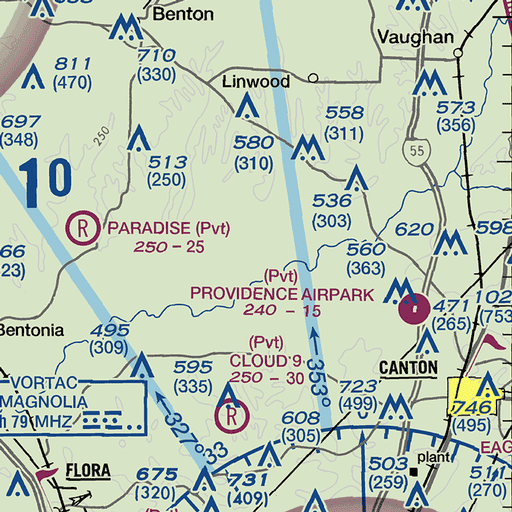 Benton
Vaughan
811
(470)
710
(330)
Linwood
573
(356)
697
(348)
250
580
(310)
558
(311)
55
513
(250)
10
536
(303)
R
PARADISE (Pvt)
250 - 25
620
598
66
23)
560
(363)
(Pvt)
PROVIDENCE AIRPARK
240 - 15
471
(265)
102
(753
Bentonia
495
(309)
(Pvt)
CLOUD 9
250 - 30
595
(335)
353°
CANTON
VORTAC
MAGNOLIA
h 79 MHZ
R
723
(499)
746
(495)
327°
33
608
(305)
EAG
FLORA
675
(320)
731
(409)
503
(259)
plant
511
(270)